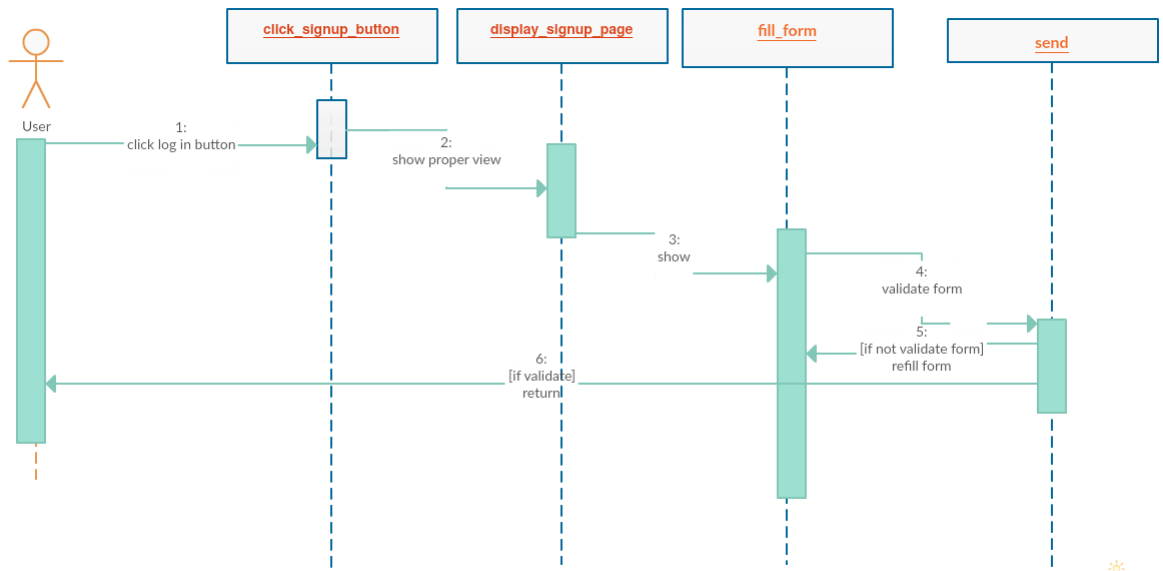 click_signup_button
display_signup_page
fill_form
send
User
1:
click log in button
2:
show proper view
3:
show
4:
validate form
5:
[if not validate form]
refill form
6:
[if validate]
return